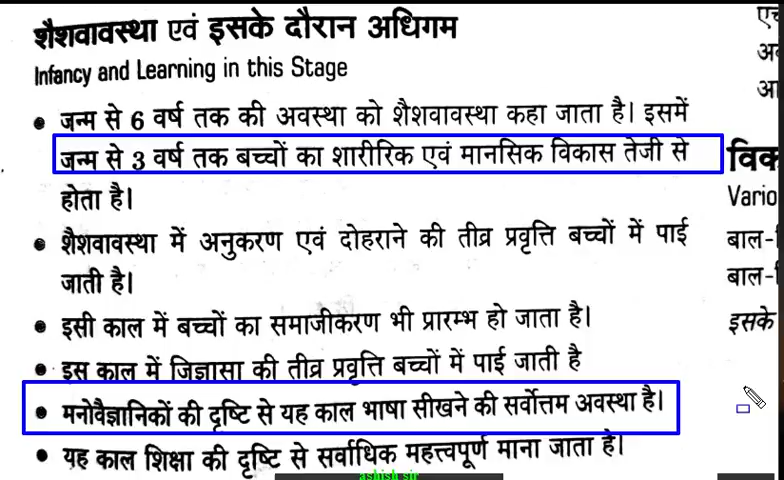 शैशवावस्था एवं इसके दौरान अधिगम
Infancy and Learning in this Stage
• जन्म से 6 वर्ष तक की अवस्था को शैशवावस्था कहा जाता है। इसमें
जन्म से 3 वर्ष तक बच्चों का शारीरिक एवं मानसिक विकास तेजी से
होता है।
• शैशवावस्था में अनुकरण एवं दोहराने की तीव्र प्रवृत्ति बच्चों में पाई
जाती है।
• इसी काल में बच्चों का समाजीकरण भी प्रारम्भ हो जाता है।
• इस काल में जिज्ञासा की तीव्र प्रवृत्ति बच्चों में पाई जाती है
• मनोवैज्ञानिकों की दृष्टि से यह काल भाषा सीखने की सर्वोत्तम अवस्था है।
• यह काल शिक्षा की दृष्टि से सर्वाधिक महत्त्वपूर्ण माना जाता है।
ashish sir
विक
Vario
बाल-
बाल-
इसके